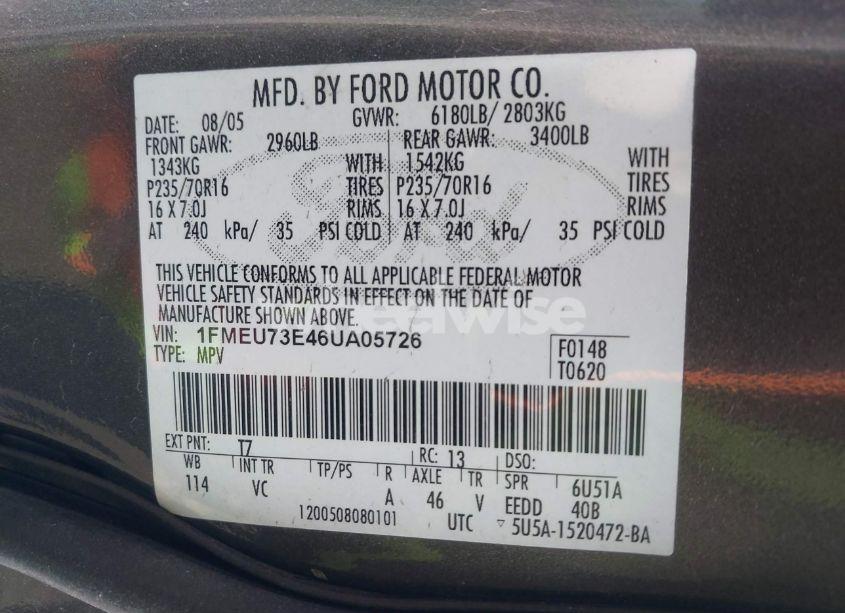 MFD. BY FORD MOTOR CO.
DATE: 08/05 GVWR: 6180LB/ 2803KG
FRONT GAWR: 2960LB REAR GAWR: 3400LB
1343KG WITH 1542KG WITH
P235/70R16 TIRES P235/70R16 TIRES
16 X 7.0J RIMS 16 X 7.0J RIMS
AT 240 kPa/ 35 PSI COLD AT 240 kPa/ 35 PSI COLD
THIS VEHICLE CONFORMS TO ALL APPLICABLE FEDERAL MOTOR
VEHICLE SAFETY STANDARDS IN EFFECT ON THE DATE OF
MANUFACTURE SHOWN ABOVE.
VIN: 1FMEU73E46UA05726 F0148
TYPE: MPV T0620
EXT PNT: T7 RC: 13 DSO:
WB INT TR TP/PS R AXLE TR SPR 6U51A
114 VC A 46 V EEDD 40B
1200508080101 UTC ▽ 5U5A-1520472-BA